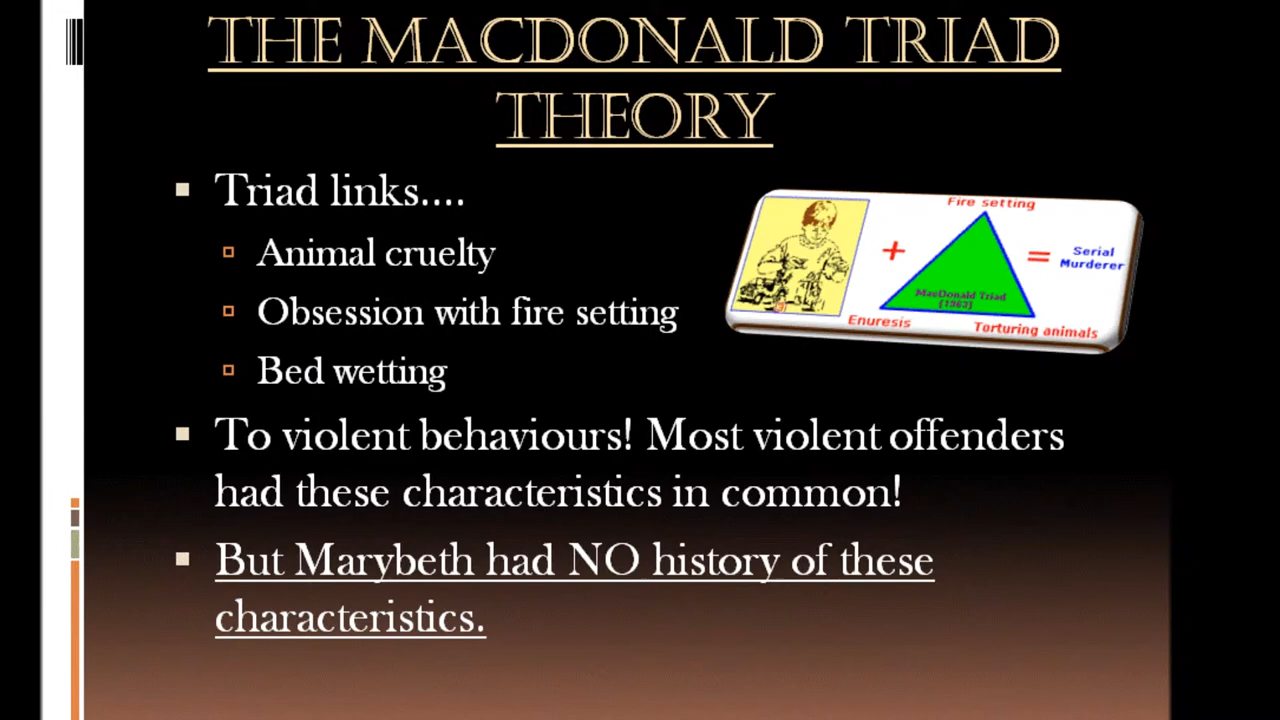 THE MACDONALD TRIAD
THEORY
Triad links....
Animal cruelty
Obsession with fire setting
Bed wetting
To violent behaviours! Most violent offenders
had these characteristics in common!
But Marybeth had NO history of these
characteristics.
Fire setting
+
=
Serial
Murderer
MacDonald Triad
(1963)
Enuresis
Torturing animals